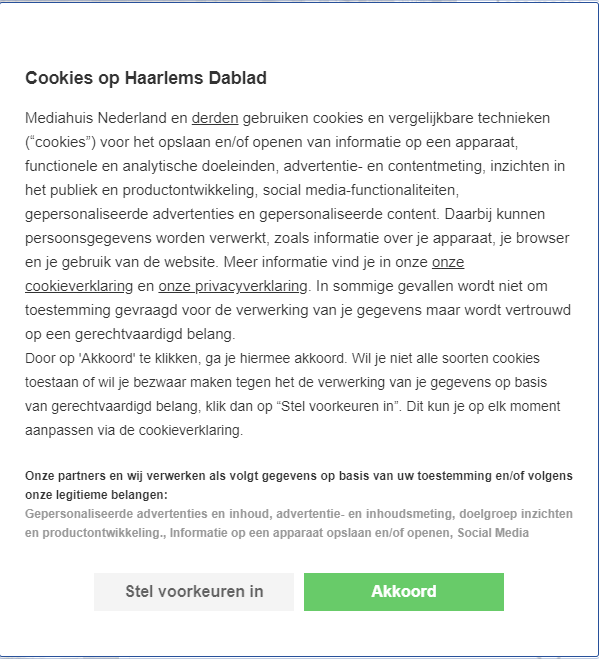 Cookies op Haarlems Dablad
Mediahuis Nederland en derden gebruiken cookies en vergelijkbare technieken
(“cookies”) voor het opslaan en/of openen van informatie op een apparaat,
functionele en analytische doeleinden, advertentie- en contentmeting, inzichten in
het publiek en productontwikkeling, social media-functionaliteiten,
gepersonaliseerde advertenties en gepersonaliseerde content. Daarbij kunnen
persoonsgegevens worden verwerkt, zoals informatie over je apparaat, je browser
en je gebruik van de website. Meer informatie vind je in onze onze
cookieverklaring en onze privacyverklaring. In sommige gevallen wordt niet om
toestemming gevraagd voor de verwerking van je gegevens maar wordt vertrouwd
op een gerechtvaardigd belang.
Door op 'Akkoord' te klikken, ga je hiermee akkoord. Wil je niet alle soorten cookies
toestaan of wil je bezwaar maken tegen het de verwerking van je gegevens op basis
van gerechtvaardigd belang, klik dan op “Stel voorkeuren in”. Dit kun je op elk moment
aanpassen via de cookieverklaring.
Onze partners en wij verwerken als volgt gegevens op basis van uw toestemming en/of volgens
onze legitieme belangen:
Gepersonaliseerde advertenties en inhoud, advertentie- en inhoudsmeting, doelgroep inzichten
en productontwikkeling., Informatie op een apparaat opslaan en/of openen, Social Media
Stel voorkeuren in
Akkoord